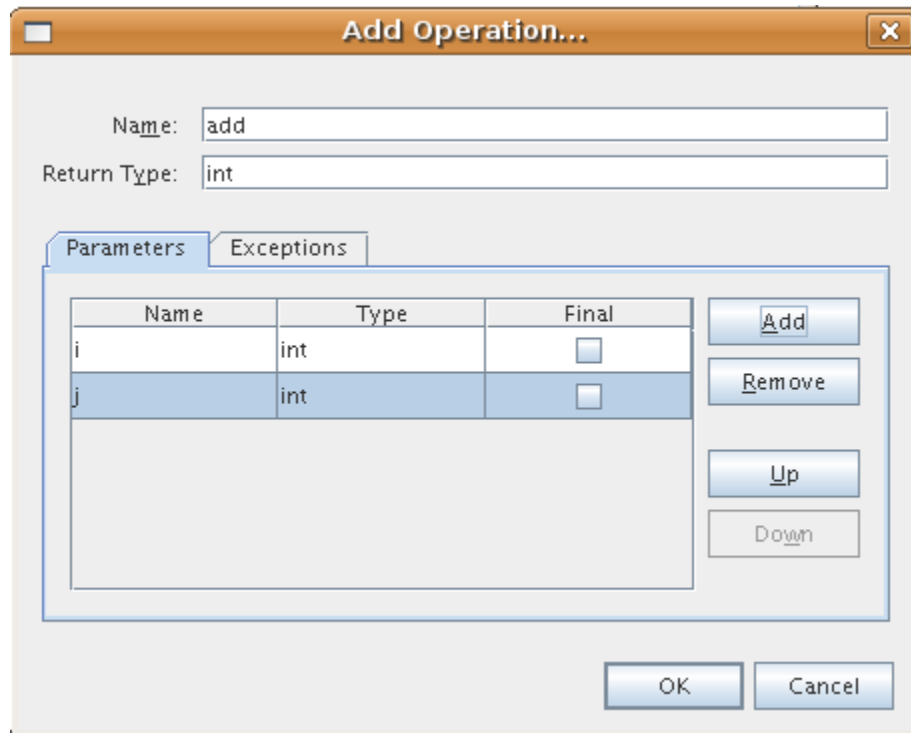 Add Operation...
Name: add
Return Type: int
Parameters Exceptions
Name Type Final
i int
j int
Add
Remove
Up
Down
OK Cancel